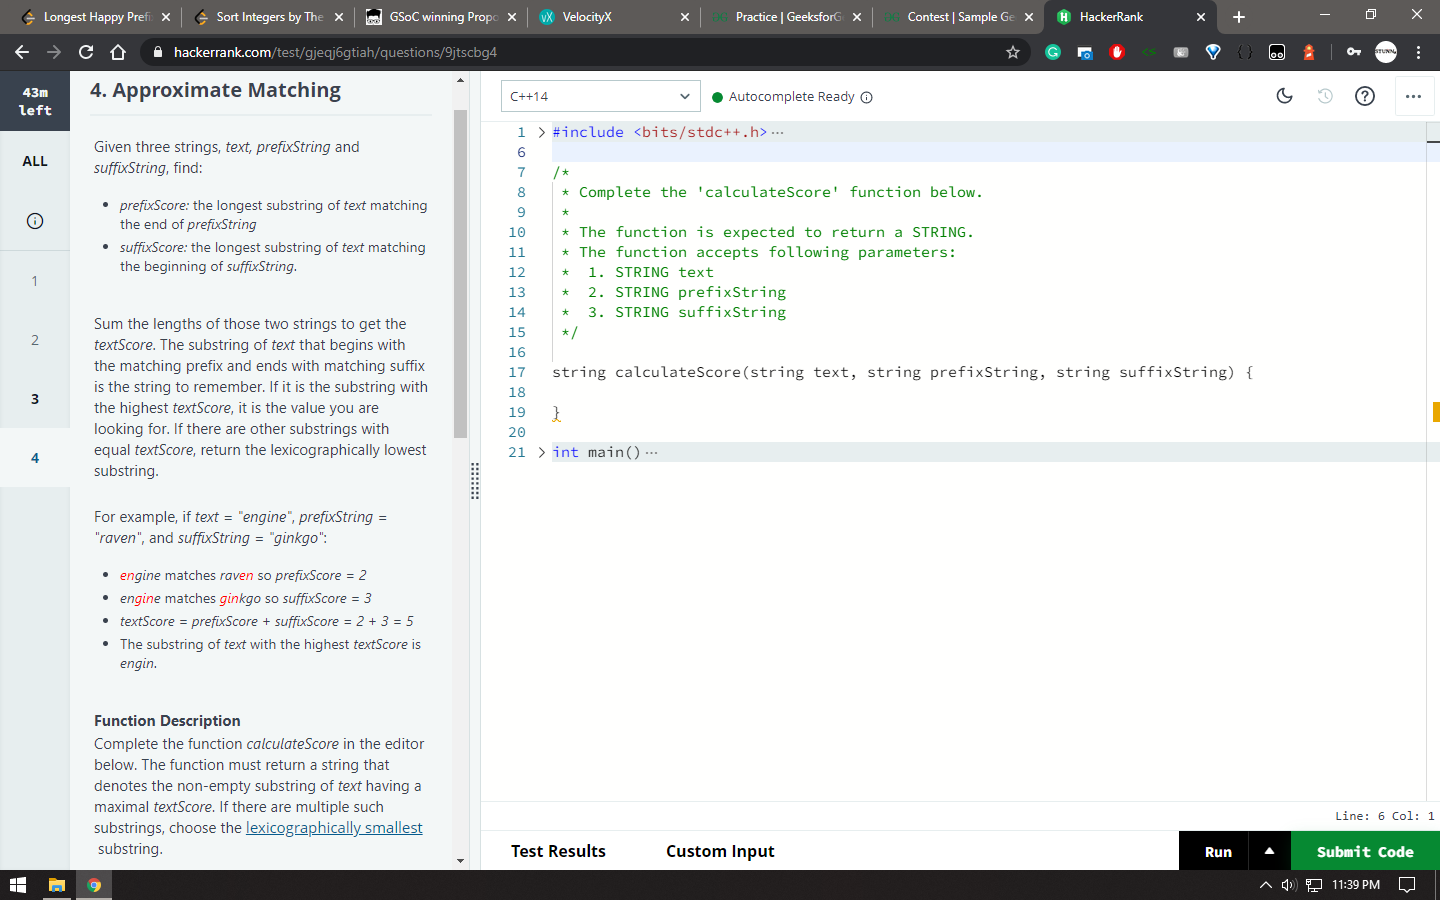 Longest Happy Prefi
Sort Integers by The
GSoC winning Propo
VelocityX
Practice | GeeksforG
Contest | Sample Ge
HackerRank
hackerrank.com/test/gjeqj6gtiah/questions/9jtscbg4
43m
left
ALL
1
2
3
4
4. Approximate Matching
Given three strings, text, prefixString and
suffixString, find:
• prefixScore: the longest substring of text matching
the end of prefixString
• suffixScore: the longest substring of text matching
the beginning of suffixString.
Sum the lengths of those two strings to get the
textScore. The substring of text that begins with
the matching prefix and ends with matching suffix
is the string to remember. If it is the substring with
the highest textScore, it is the value you are
looking for. If there are other substrings with
equal textScore, return the lexicographically lowest
substring.
For example, if text = "engine", prefixString =
"raven", and suffixString = "ginkgo":
• engine matches raven so prefixScore = 2
• engine matches ginkgo so suffixScore = 3
• textScore = prefixScore + suffixScore = 2 + 3 = 5
• The substring of text with the highest textScore is
engin.
Function Description
Complete the function calculateScore in the editor
below. The function must return a string that
denotes the non-empty substring of text having a
maximal textScore. If there are multiple such
substrings, choose the lexicographically smallest
substring.
C++14
Autocomplete Ready
1 #include <bits/stdc++.h> ···
6
7 /*
8 * Complete the 'calculateScore' function below.
9 *
10 * The function is expected to return a STRING.
11 * The function accepts following parameters:
12 * 1. STRING text
13 * 2. STRING prefixString
14 * 3. STRING suffixString
15 */
16
17 string calculateScore(string text, string prefixString, string suffixString) {
18
19 }
20
21 int main() ···
Line: 6 Col: 1
Test Results
Custom Input
Run
Submit Code
11:39 PM